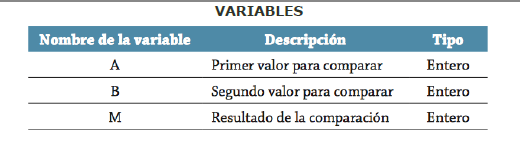 VARIABLES
Nombre de la variable Descripción Tipo
A Primer valor para comparar Entero
B Segundo valor para comparar Entero
M Resultado de la comparación Entero